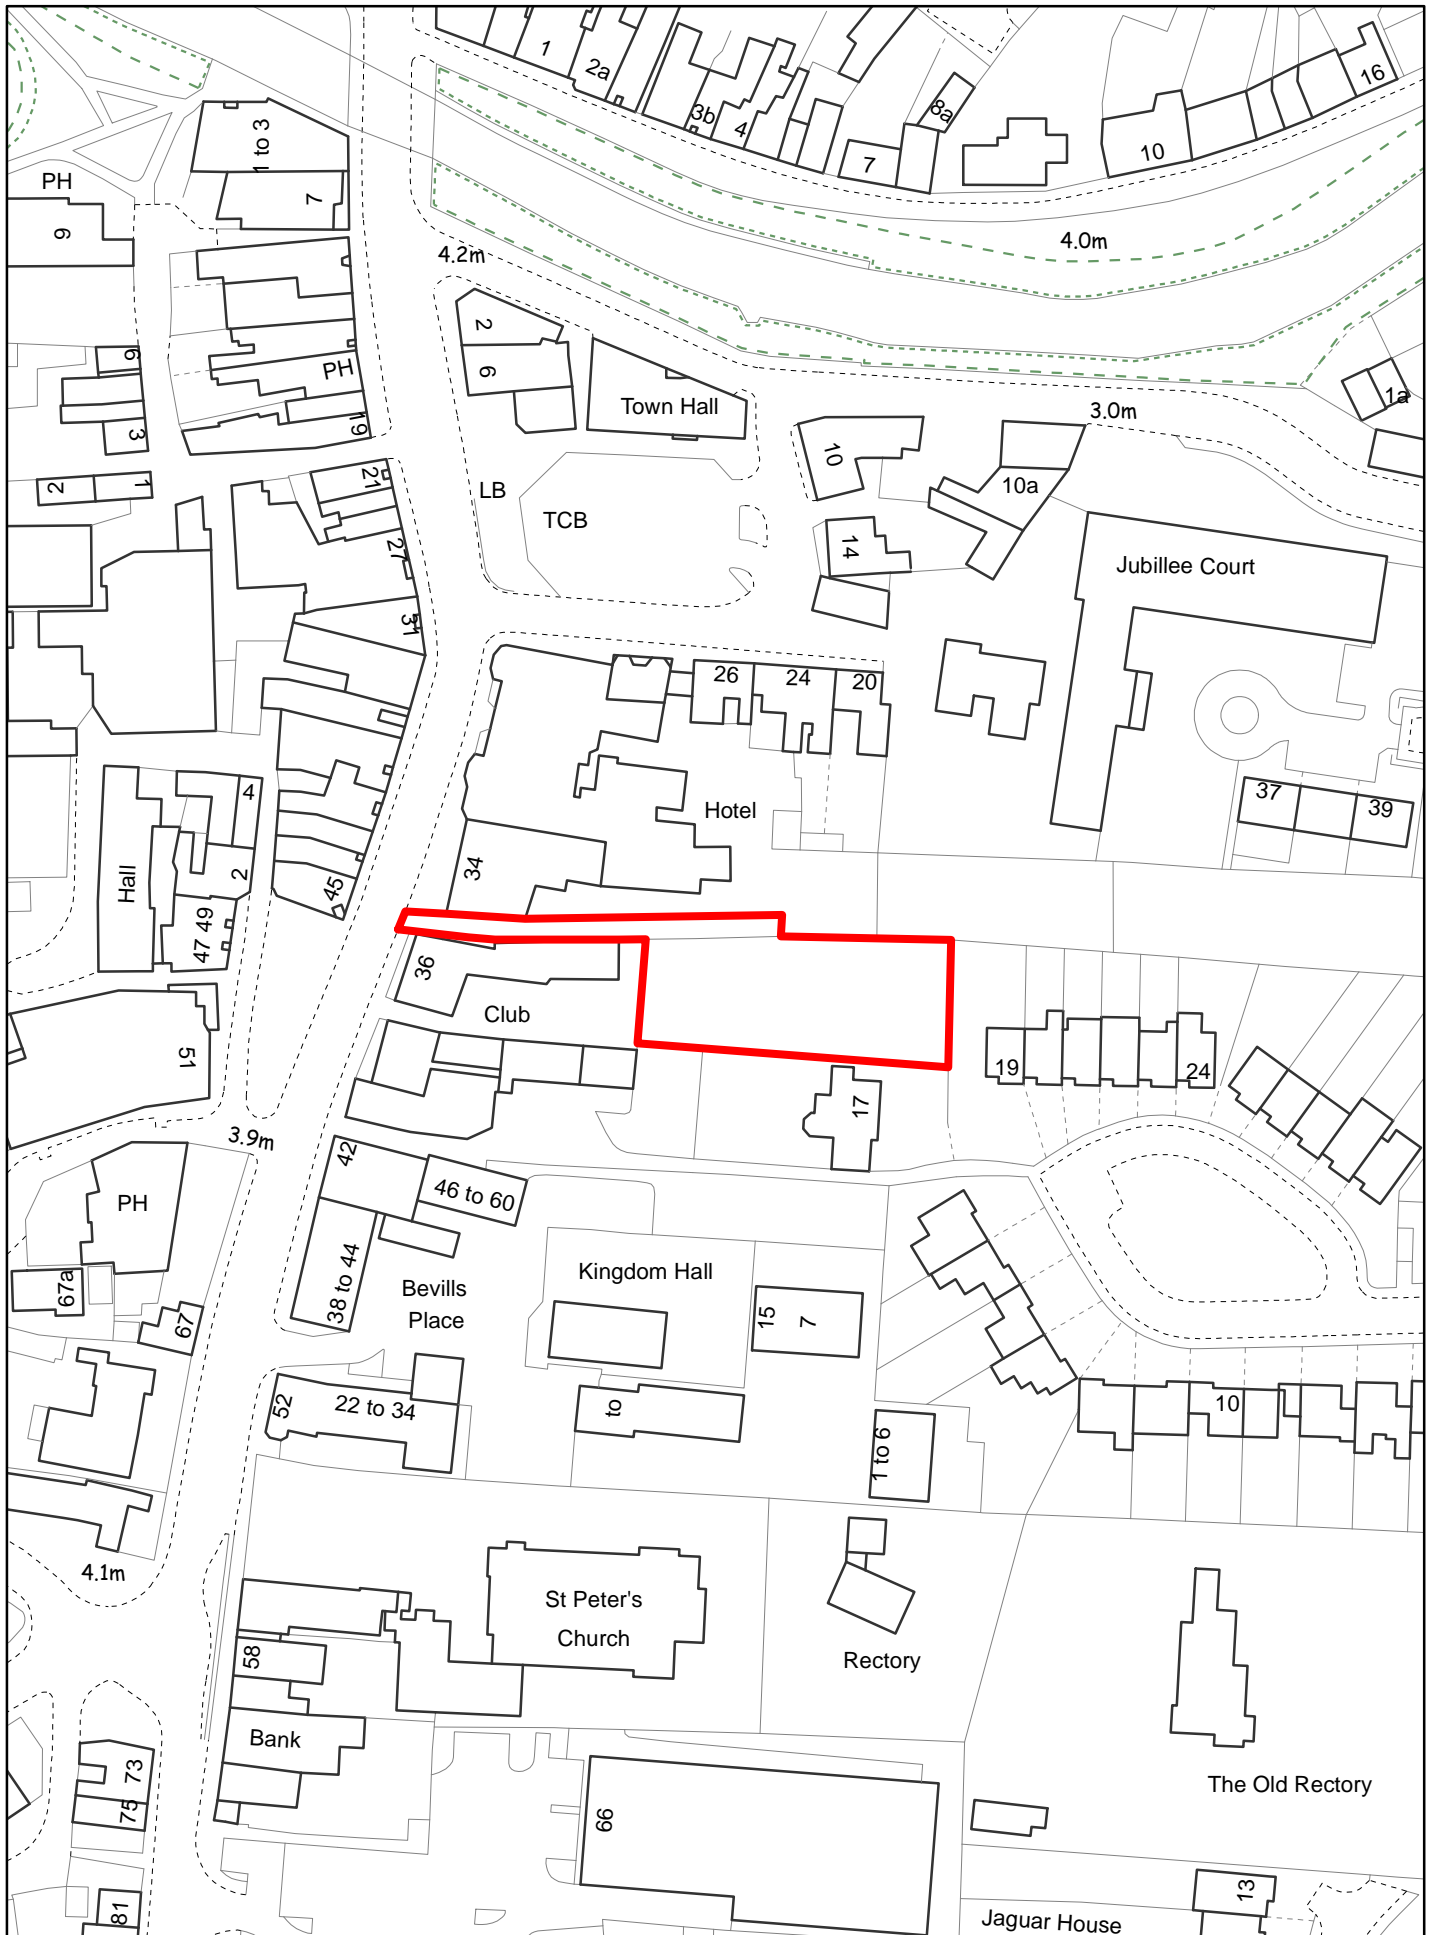 1
2a
3b
4
7
8a
10
16
1 to 3
7
PH
9
4.2m
4.0m
2
6
Town Hall
PH
19
6
3
2
1
3.0m
1a
10
10a
14
LB
TCB
21
27
31
Jubillee Court
26
24
20
Hotel
37
39
4
2
Hall
45
34
47 49
36
Club
51
17
19
24
3.9m
42
46 to 60
PH
67a
67
38 to 44
Bevills
Place
Kingdom Hall
15
7
52
22 to 34
to
1 to 6
10
4.1m
St Peter's
Church
Rectory
58
Bank
The Old Rectory
73
75
66
81
13
Jaguar House